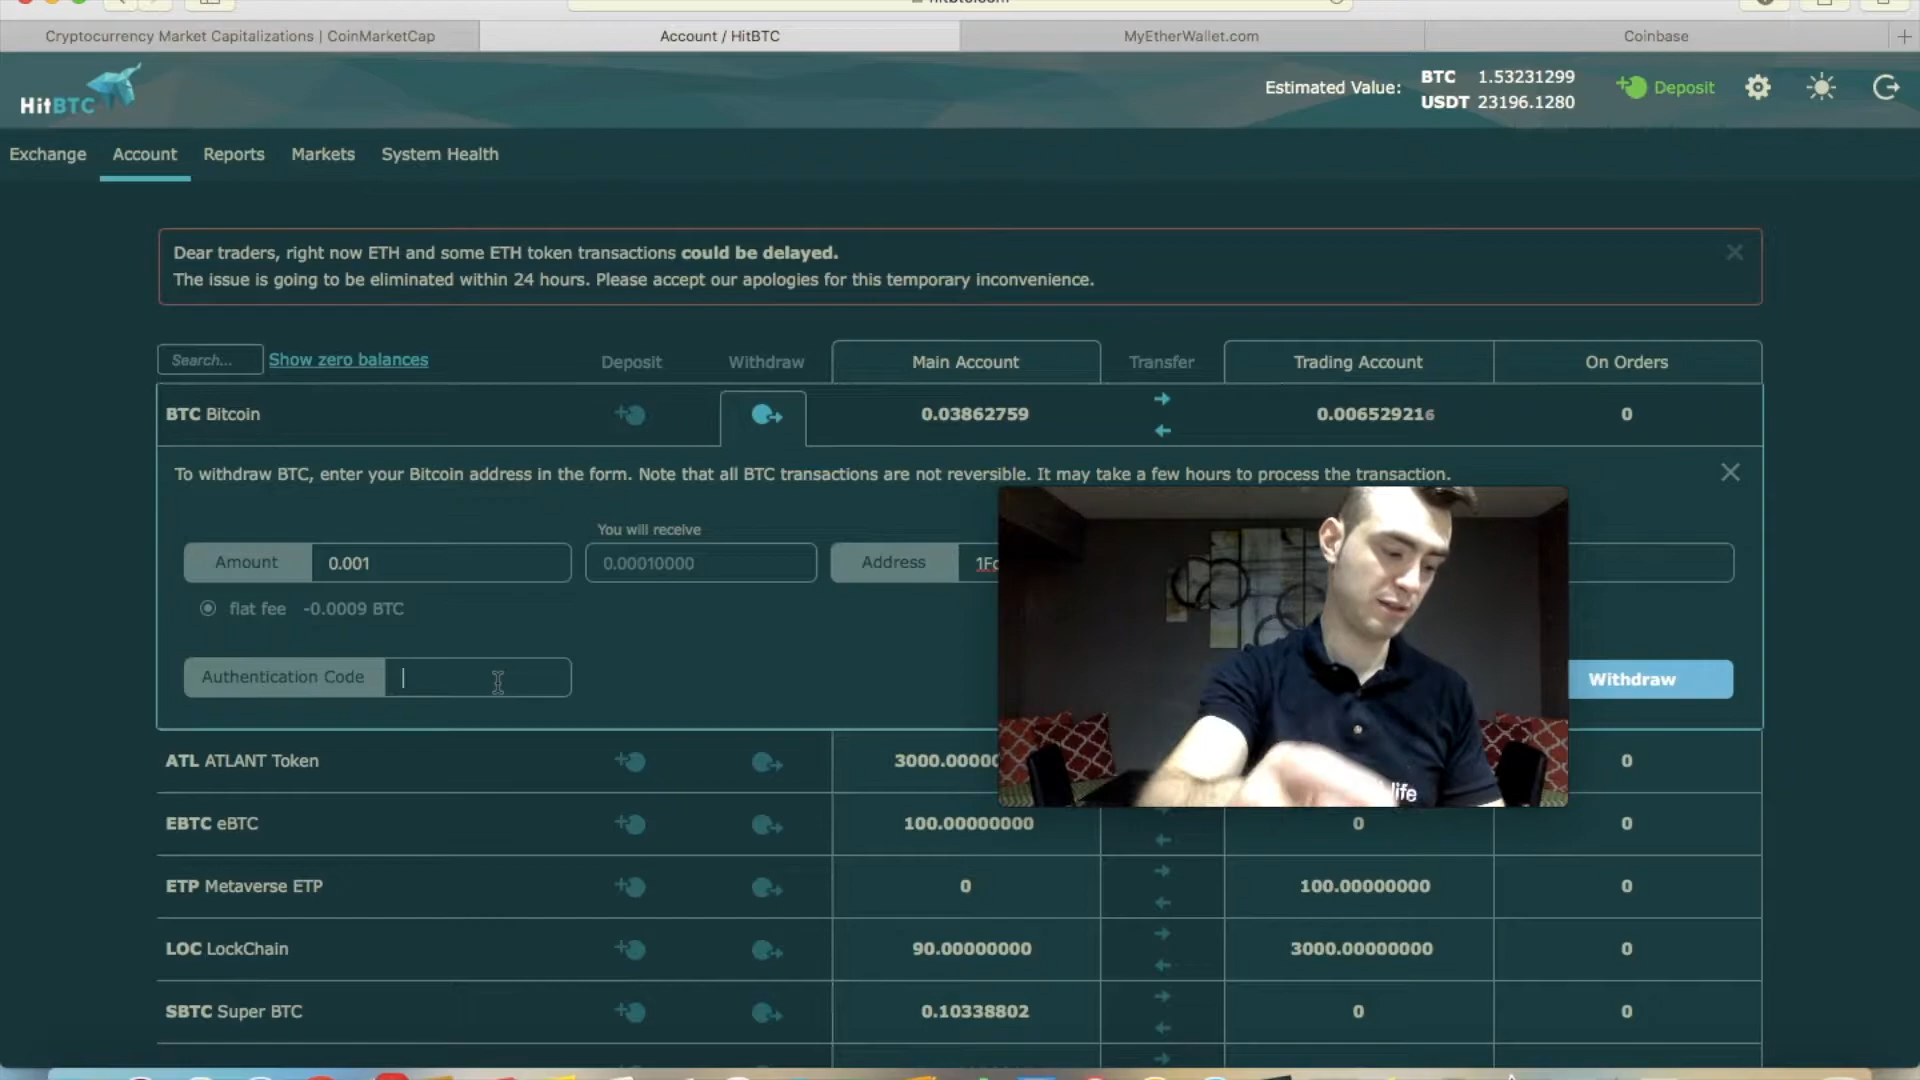 Cryptocurrency Market Capitalizations | CoinMarketCap
Account / HitBTC
MyEtherWallet.com
Coinbase
HitBTC
Estimated Value:
BTC 1.53231299
USDT 23196.1280
Deposit
Exchange
Account
Reports
Markets
System Health
Dear traders, right now ETH and some ETH token transactions could be delayed.
The issue is going to be eliminated within 24 hours. Please accept our apologies for this temporary inconvenience.
Search...
Show zero balances
Deposit
Withdraw
Main Account
Transfer
Trading Account
On Orders
BTC Bitcoin 0.03862759 0.006529216 0
To withdraw BTC, enter your Bitcoin address in the form. Note that all BTC transactions are not reversible. It may take a few hours to process the transaction.
You will receive
Amount 0.001
0.00010000
Address
flat fee -0.0009 BTC
Authentication Code
Withdraw
life
ATL ATLANT Token 3000.0000 0
EBTC eBTC 100.00000000 0 0
ETP Metaverse ETP 0 100.00000000 0
LOC LockChain 90.00000000 3000.00000000 0
SBTC Super BTC 0.10338802 0 0